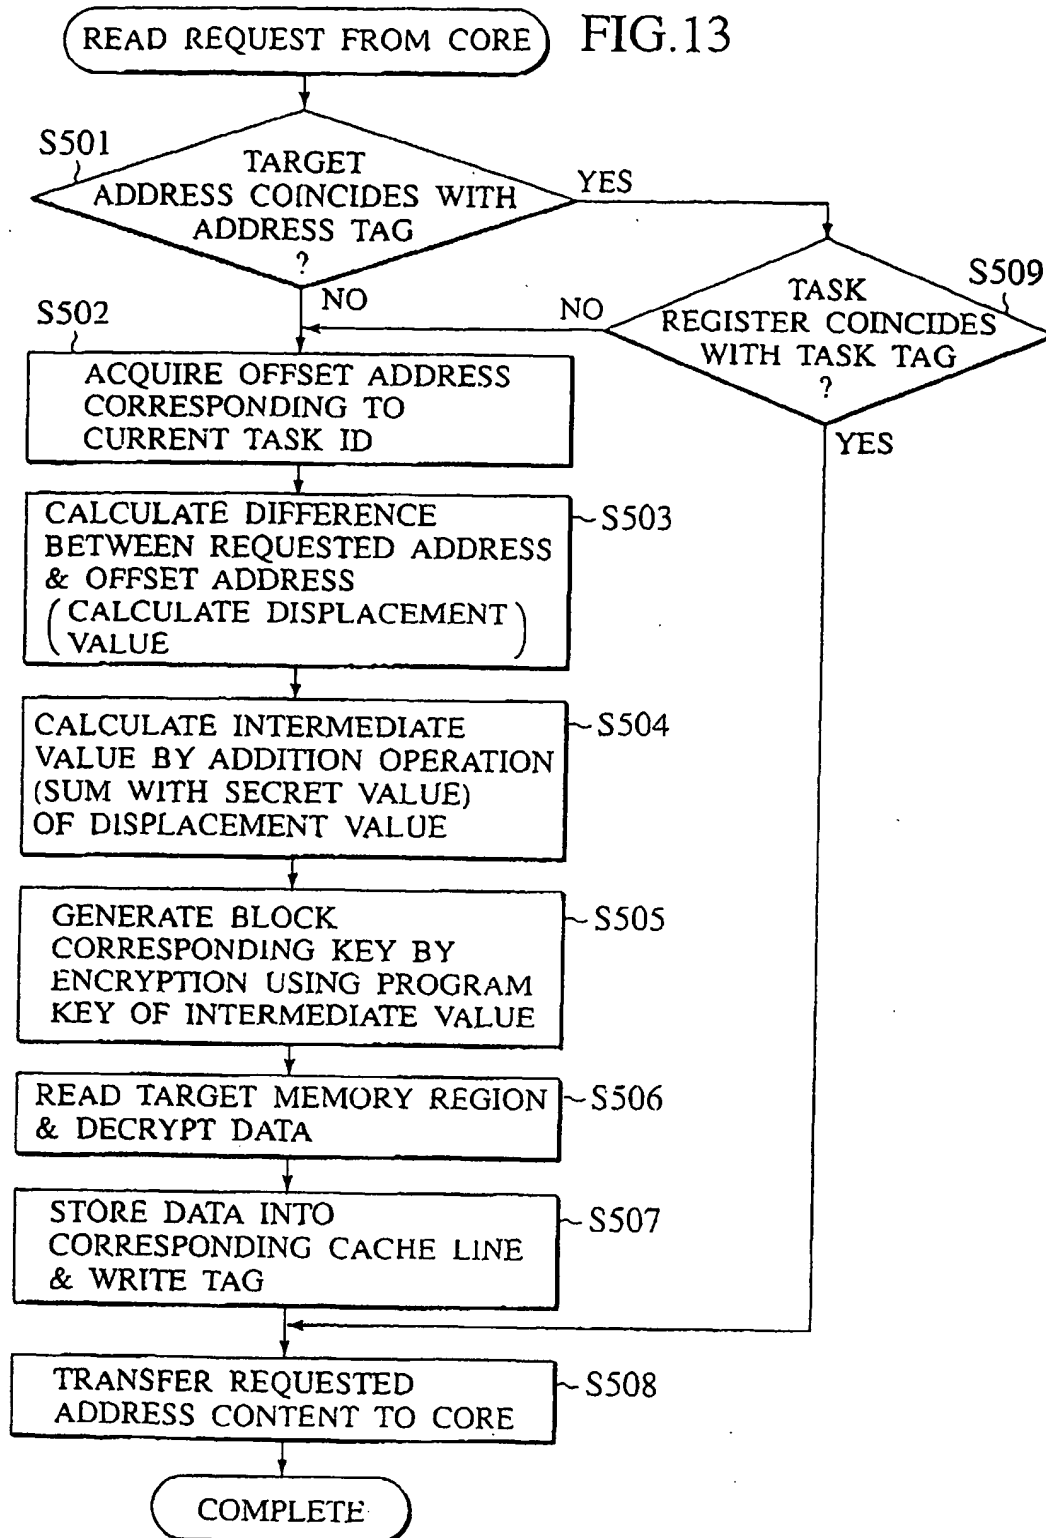 READ REQUEST FROM CORE
FIG.13
S501
TARGET
ADDRESS COINCIDES WITH
ADDRESS TAG
?
YES
NO
S509
TASK
REGISTER COINCIDES
WITH TASK TAG
?
NO
YES
S502
ACQUIRE OFFSET ADDRESS
CORRESPONDING TO
CURRENT TASK ID
CALCULATE DIFFERENCE
BETWEEN REQUESTED ADDRESS
& OFFSET ADDRESS
(CALCULATE DISPLACEMENT
VALUE)
S503
CALCULATE INTERMEDIATE
VALUE BY ADDITION OPERATION
(SUM WITH SECRET VALUE)
OF DISPLACEMENT VALUE
S504
GENERATE BLOCK
CORRESPONDING KEY BY
ENCRYPTION USING PROGRAM
KEY OF INTERMEDIATE VALUE
S505
READ TARGET MEMORY REGION
& DECRYPT DATA
S506
STORE DATA INTO
CORRESPONDING CACHE LINE
& WRITE TAG
S507
TRANSFER REQUESTED
ADDRESS CONTENT TO CORE
S508
COMPLETE